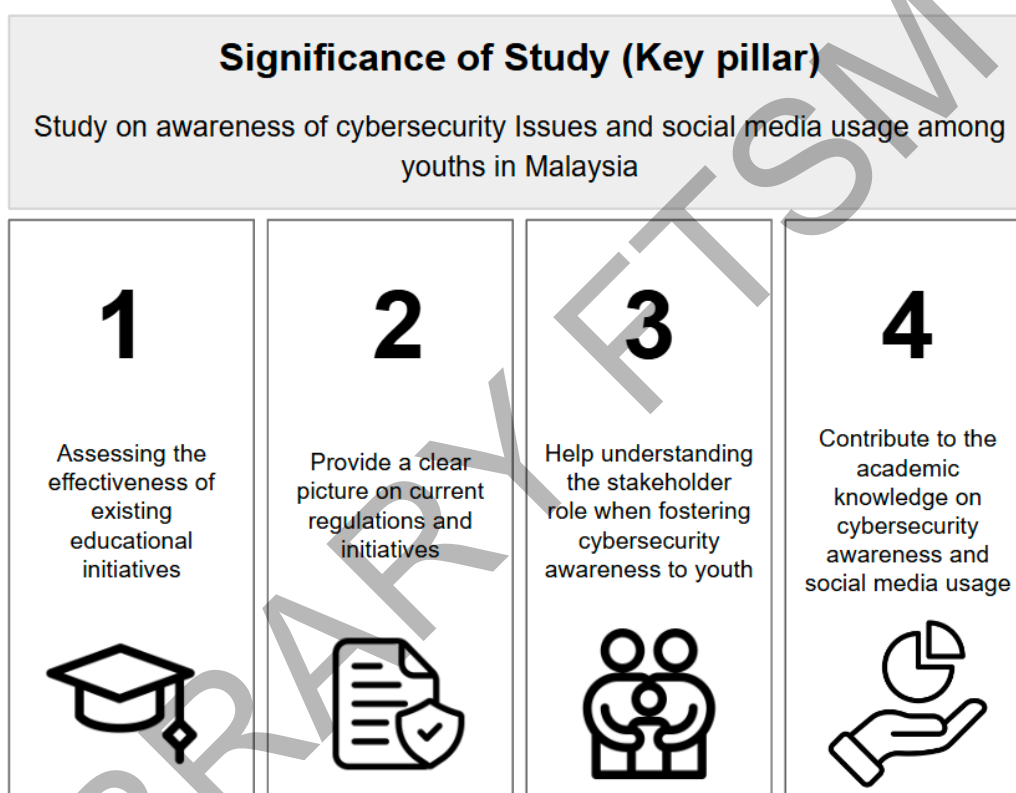 Significance of Study (Key pillar)
Study on awareness of cybersecurity Issues and social media usage among
youths in Malaysia
1
Assessing the
effectiveness of
existing
educational
initiatives
2
Provide a clear
picture on current
regulations and
initiatives
3
Help understanding
the stakeholder
role when fostering
cybersecurity
awareness to youth
4
Contribute to the
academic
knowledge on
cybersecurity
awareness and
social media usage
BRARY FTSM